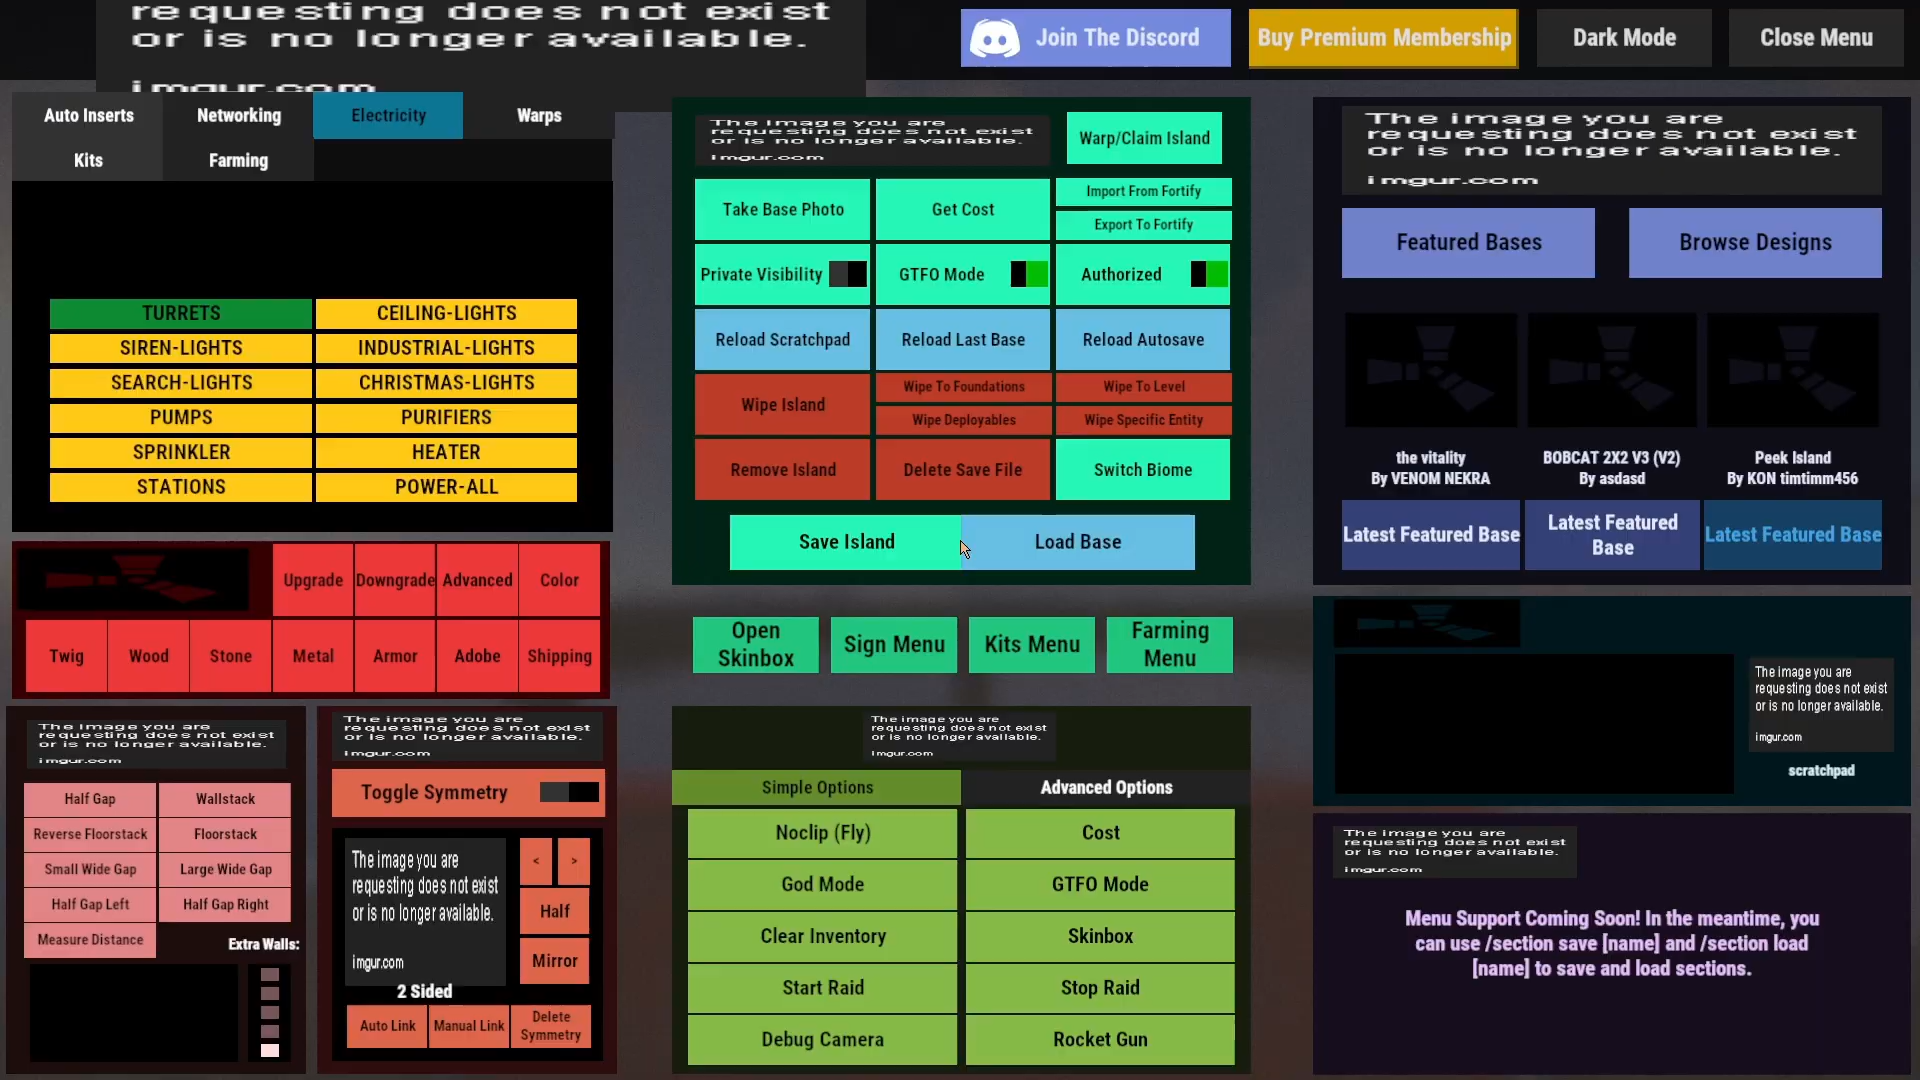 requesting does not exist
or is no longer available.
imgur.com
Join The Discord
Buy Premium Membership
Dark Mode
Close Menu
Auto Inserts
Networking
Electricity
Warps
Kits
Farming
TURRETS
CEILING-LIGHTS
SIREN-LIGHTS
INDUSTRIAL-LIGHTS
SEARCH-LIGHTS
CHRISTMAS-LIGHTS
PUMPS
PURIFIERS
SPRINKLER
HEATER
STATIONS
POWER-ALL
Upgrade
Downgrade
Advanced
Color
Twig
Wood
Stone
Metal
Armor
Adobe
Shipping
The image you are
requesting does not exist
or is no longer available.
imgur.com
Half Gap
Wallstack
Reverse Floorstack
Floorstack
Small Wide Gap
Large Wide Gap
Half Gap Left
Half Gap Right
Measure Distance
Extra Walls:
The image you are
requesting does not exist
or is no longer available.
imgur.com
Toggle Symmetry
The image you are
requesting does not exist
or is no longer available.
imgur.com
<
>
Half
Mirror
2 Sided
Auto Link
Manual Link
Delete
Symmetry
The image you are
requesting does not exist
or is no longer available.
imgur.com
Warp/Claim Island
Take Base Photo
Get Cost
Import From Fortify
Export To Fortify
Private Visibility
GTFO Mode
Authorized
Reload Scratchpad
Reload Last Base
Reload Autosave
Wipe Island
Wipe To Foundations
Wipe To Level
Wipe Deployables
Wipe Specific Entity
Remove Island
Delete Save File
Switch Biome
Save Island
Load Base
Open
Skinbox
Sign Menu
Kits Menu
Farming
Menu
The image you are
requesting does not exist
or is no longer available.
imgur.com
Simple Options
Advanced Options
Noclip (Fly)
Cost
God Mode
GTFO Mode
Clear Inventory
Skinbox
Start Raid
Stop Raid
Debug Camera
Rocket Gun
The image you are
requesting does not exist
or is no longer available.
imgur.com
Featured Bases
Browse Designs
the vitality
By VENOM NEKRA
BOBCAT 2X2 V3 (V2)
By asdasd
Peek Island
By KON timtimm456
Latest Featured Base
Latest Featured
Base
Latest Featured Base
The image you are
requesting does not exist
or is no longer available.
imgur.com
scratchpad
The image you are
requesting does not exist
or is no longer available.
imgur.com
Menu Support Coming Soon! In the meantime, you
can use /section save [name] and /section load
[name] to save and load sections.